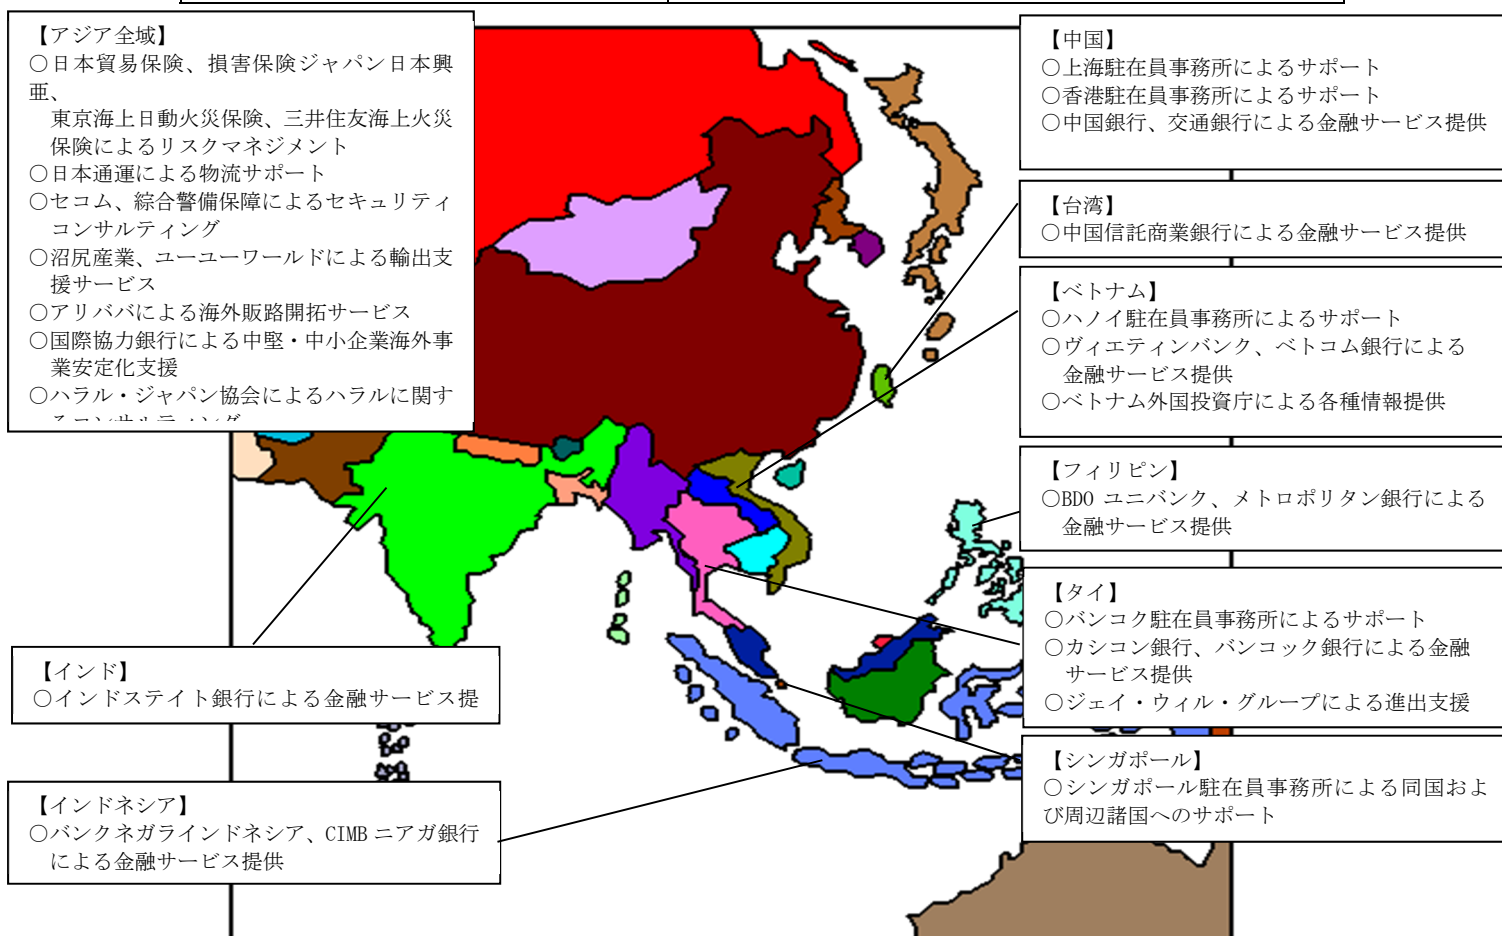 【アジア全域】
○日本貿易保険、損害保険ジャパン日本興
亜、
東京海上日動火災保険、三井住友海上火災
保険によるリスクマネジメント
○日本通運による物流サポート
○セコム、綜合警備保障によるセキュリティ
コンサルティング
○沼尻産業、ユーユーワールドによる輸出支
援サービス
○アリババによる海外販路開拓サービス
○国際協力銀行による中堅・中小企業海外事
業安定化支援
○ハラル・ジャパン協会によるハラルに関す
【インド】
○インドステイト銀行による金融サービス提
【インドネシア】
○バンクネガラインドネシア、CIMB ニアガ銀行
による金融サービス提供
【中国】
○上海駐在員事務所によるサポート
○香港駐在員事務所によるサポート
○中国銀行、交通銀行による金融サービス提供
【台湾】
○中国信託商業銀行による金融サービス提供
【ベトナム】
○ハノイ駐在員事務所によるサポート
○ヴィエティンバンク、ベトコム銀行による
金融サービス提供
○ベトナム外国投資庁による各種情報提供
【フィリピン】
○BDO ユニバンク、メトロポリタン銀行による
金融サービス提供
【タイ】
○バンコク駐在員事務所によるサポート
○カシコン銀行、バンコック銀行による金融
サービス提供
○ジェイ・ウィル・グループによる進出支援
【シンガポール】
○シンガポール駐在員事務所による同国およ
び周辺諸国へのサポート